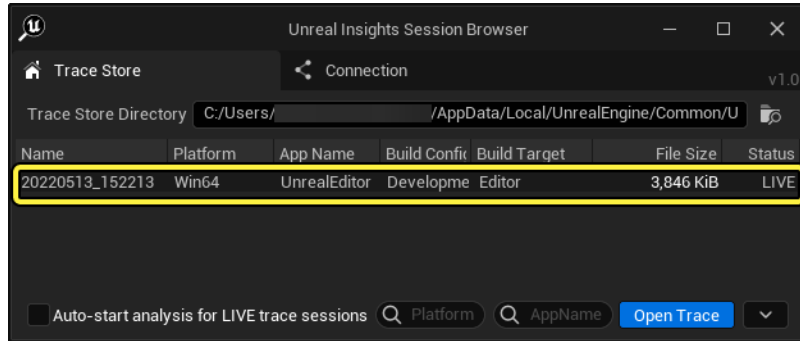 Unreal Insights Session Browser
Trace Store
Connection
v1.0
Trace Store Directory C:/Users/ /AppData/Local/UnrealEngine/Common/U
Name Platform App Name Build Config Build Target File Size Status
20220513_152213 Win64 UnrealEditor Developme Editor 3,846 KiB LIVE
Auto-start analysis for LIVE trace sessions Platform AppName Open Trace